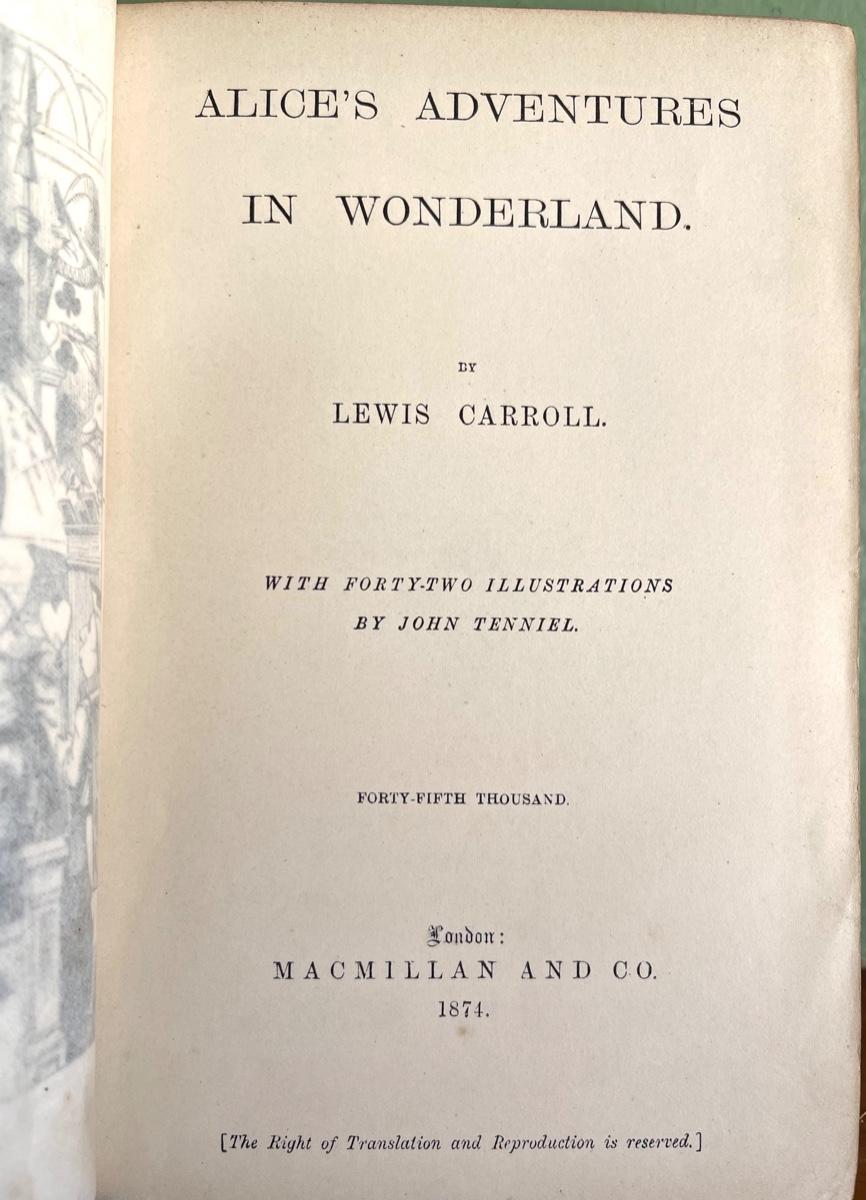 ALICE'S ADVENTURES
IN WONDERLAND.
BY
LEWIS CARROLL.
WITH FORTY-TWO ILLUSTRATIONS
BY JOHN TENNIEL.
FORTY-FIFTH THOUSAND.
London:
MACMILLAN AND CO.
1874.
[The Right of Translation and Reproduction is reserved.]